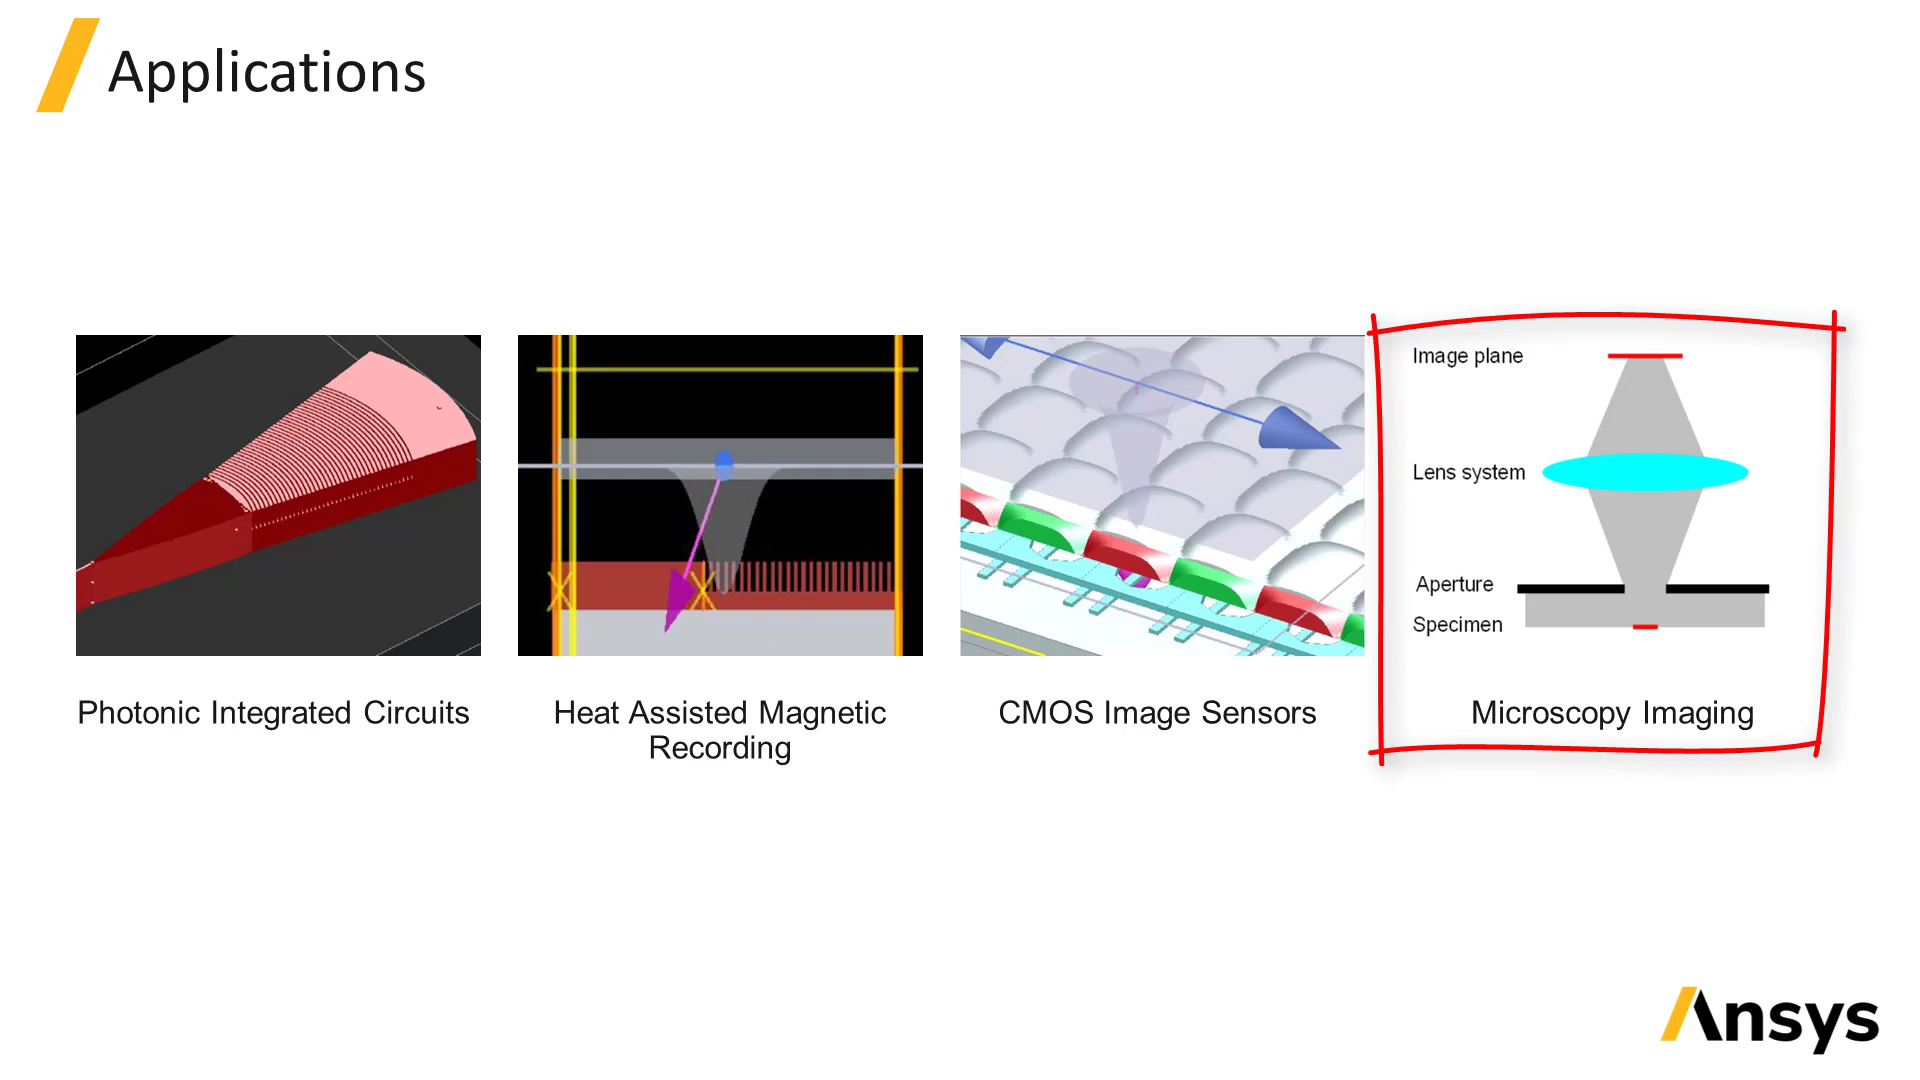 Applications
Image plane
Lens system
Aperture
Specimen
Photonic Integrated Circuits
Heat Assisted Magnetic
Recording
CMOS Image Sensors
Microscopy Imaging
Ansys